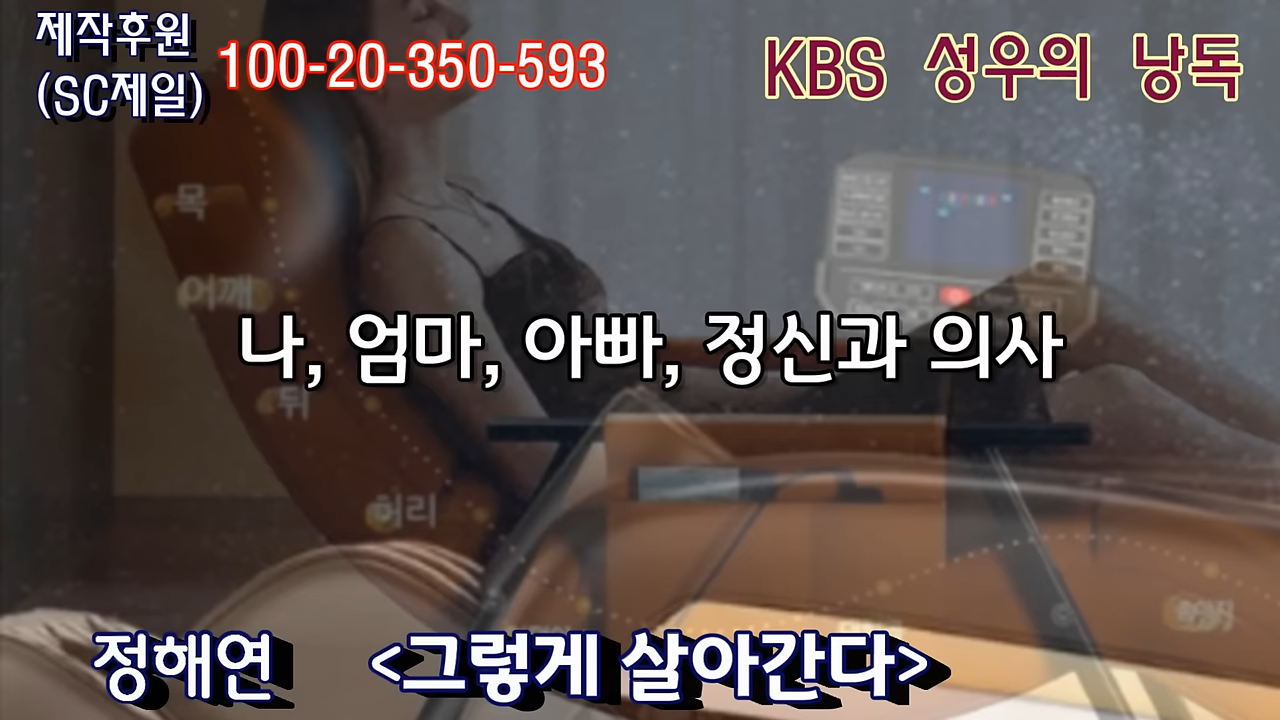 제작후원
(SC제일)
100-20-350-593
KBS 성우의 낭독
목
어깨
나, 엄마, 아빠, 정신과 의사
뒤
허리
정해연 <그렇게 살아간다>